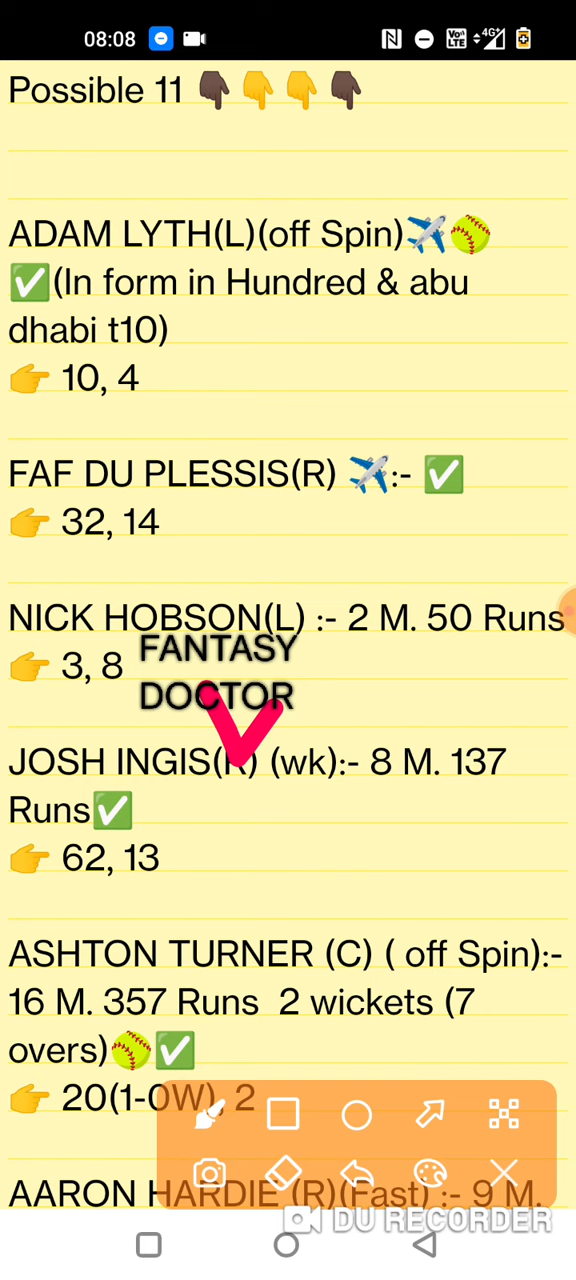 08:08 Vo) LTE 4G+
Possible 11 👇🏿👇👇👇🏿
ADAM LYTH(L)(off Spin)✈️🥎
✅(In form in Hundred & abu
dhabi t10)
👉 10, 4
FAF DU PLESSIS(R) ✈️:- ✅
👉 32, 14
NICK HOBSON(L) :- 2 M. 50 Runs
👉 3, 8
FANTASY
DOCTOR
JOSH INGIS(R) (wk):- 8 M. 137
Runs✅
👉 62, 13
ASHTON TURNER (C) ( off Spin):-
16 M. 357 Runs 2 wickets (7
overs)🥎✅
👉 20(1-0W), 2
AARON HARDIE (R)(Fast) :- 9 M.
DU RECORDER